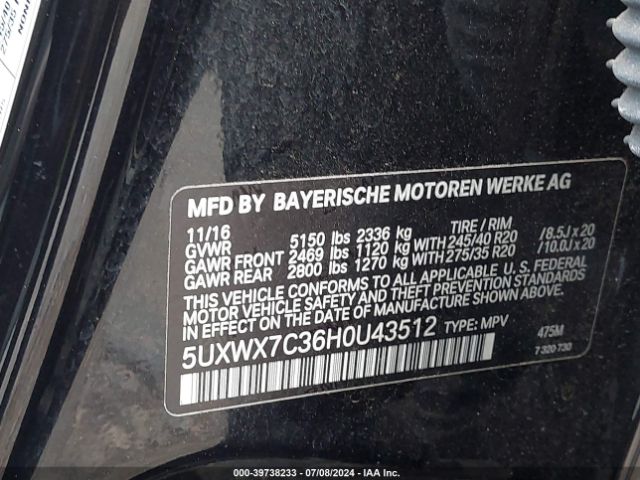 MFD BY BAYERISCHE MOTOREN WERKE AG
11/16 TIRE / RIM
GVWR 5150 lbs 2336 kg
GAWR FRONT 2469 lbs 1120 kg WITH 245/40 R20 /8.5J x 20
GAWR REAR 2800 lbs 1270 kg WITH 275/35 R20 /10.0J x 20
THIS VEHICLE CONFORMS TO ALL APPLICABLE U.S. FEDERAL
MOTOR VEHICLE SAFETY BUMPER AND THEFT PREVENTION STANDARDS
IN EFFECT ON THE DATE OF MANUFACTURE SHOWN ABOVE.
5UXWX7C36H0U43512 TYPE: MPV 475M
7 320 730
00-39738233 - 07/08/2024 - IAA Inc.